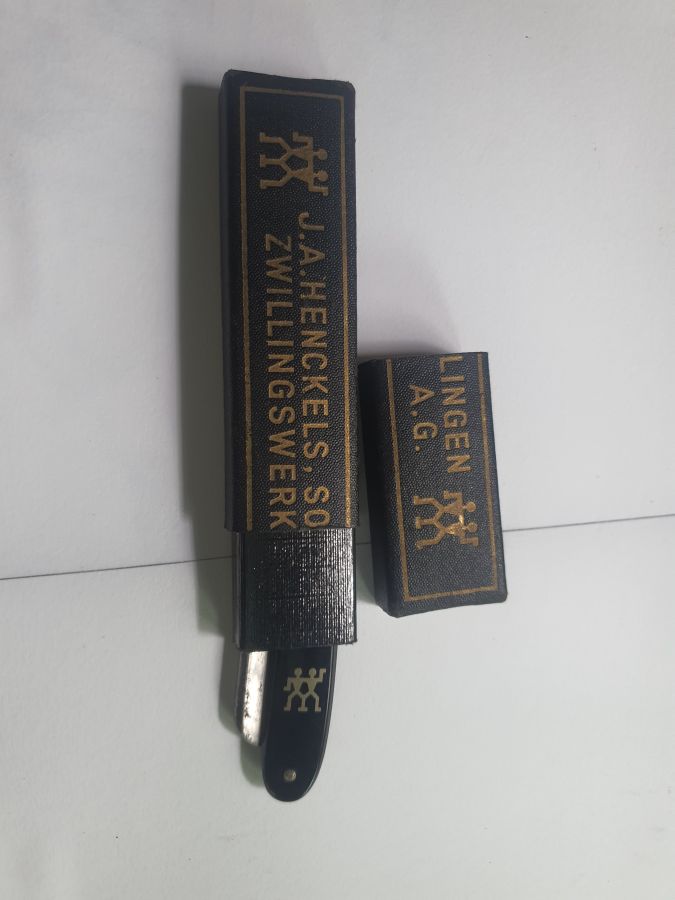 J.A.HENCKELS, SO
ZWILLINGSWERK
LINGEN
A.G.